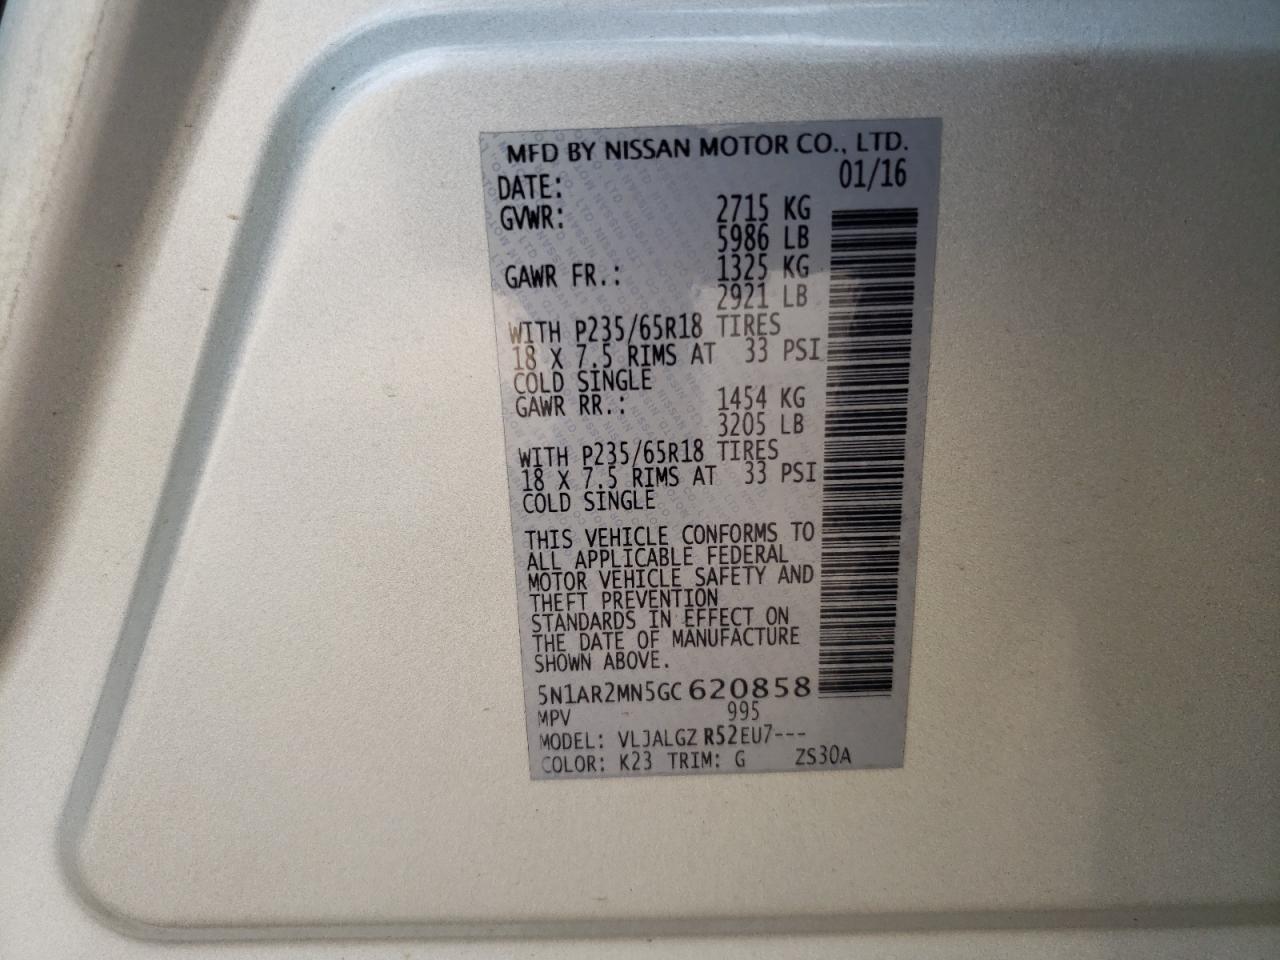 MFD BY NISSAN MOTOR CO., LTD.
DATE: 01/16
GVWR: 2715 KG
5986 LB
GAWR FR.: 1325 KG
2921 LB
WITH P235/65R18 TIRES
18 X 7.5 RIMS AT 33 PSI
COLD SINGLE
GAWR RR.: 1454 KG
3205 LB
WITH P235/65R18 TIRES
18 X 7.5 RIMS AT 33 PSI
COLD SINGLE
THIS VEHICLE CONFORMS TO
ALL APPLICABLE FEDERAL
MOTOR VEHICLE SAFETY AND
THEFT PREVENTION
STANDARDS IN EFFECT ON
THE DATE OF MANUFACTURE
SHOWN ABOVE.
5N1AR2MN5GC620858
MPV 995
MODEL: VLJALGZ R52EU7---
COLOR: K23 TRIM: G ZS30A